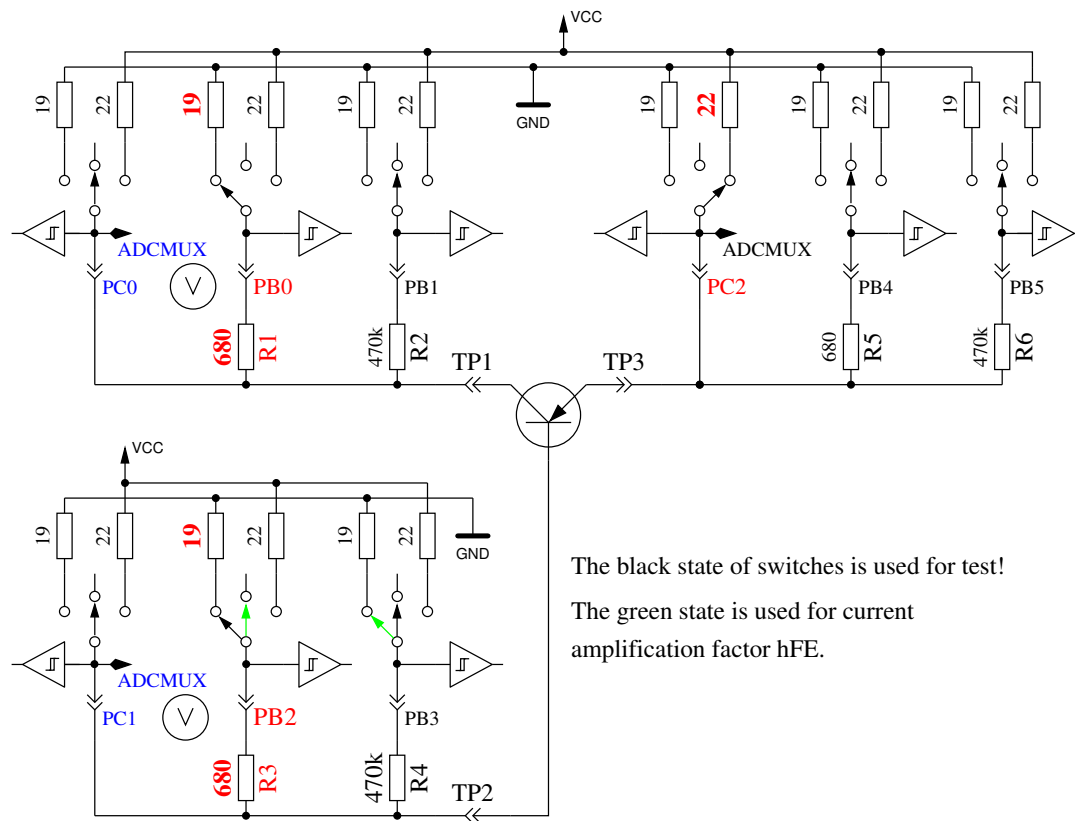 VCC
19
22
19
22
19
22
GND
19
22
19
22
19
22
ADCMUX
ADCMUX
PC0
V
PB0
PB1
PC2
PB4
PB5
680
R1
470k
R2
680
R5
470k
R6
TP1
TP3
VCC
19
22
19
22
19
22
GND
The black state of switches is used for test!
The green state is used for current
amplification factor hFE.
ADCMUX
PC1
V
PB2
PB3
680
R3
470k
R4
TP2